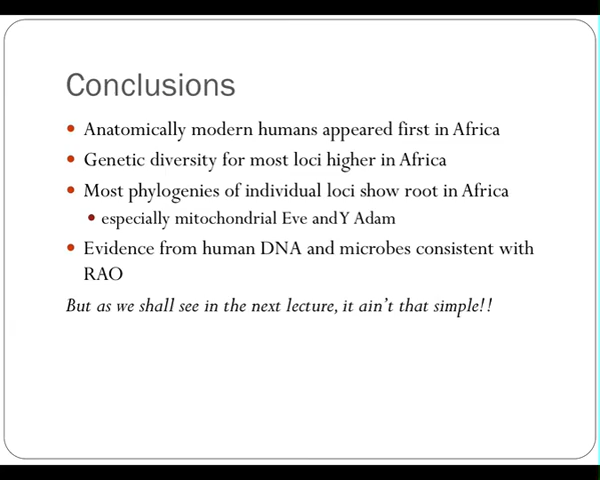 Conclusions
Anatomically modern humans appeared first in Africa
Genetic diversity for most loci higher in Africa
Most phylogenies of individual loci show root in Africa
especially mitochondrial Eve and Y Adam
Evidence from human DNA and microbes consistent with
RAO
But as we shall see in the next lecture, it ain't that simple!!